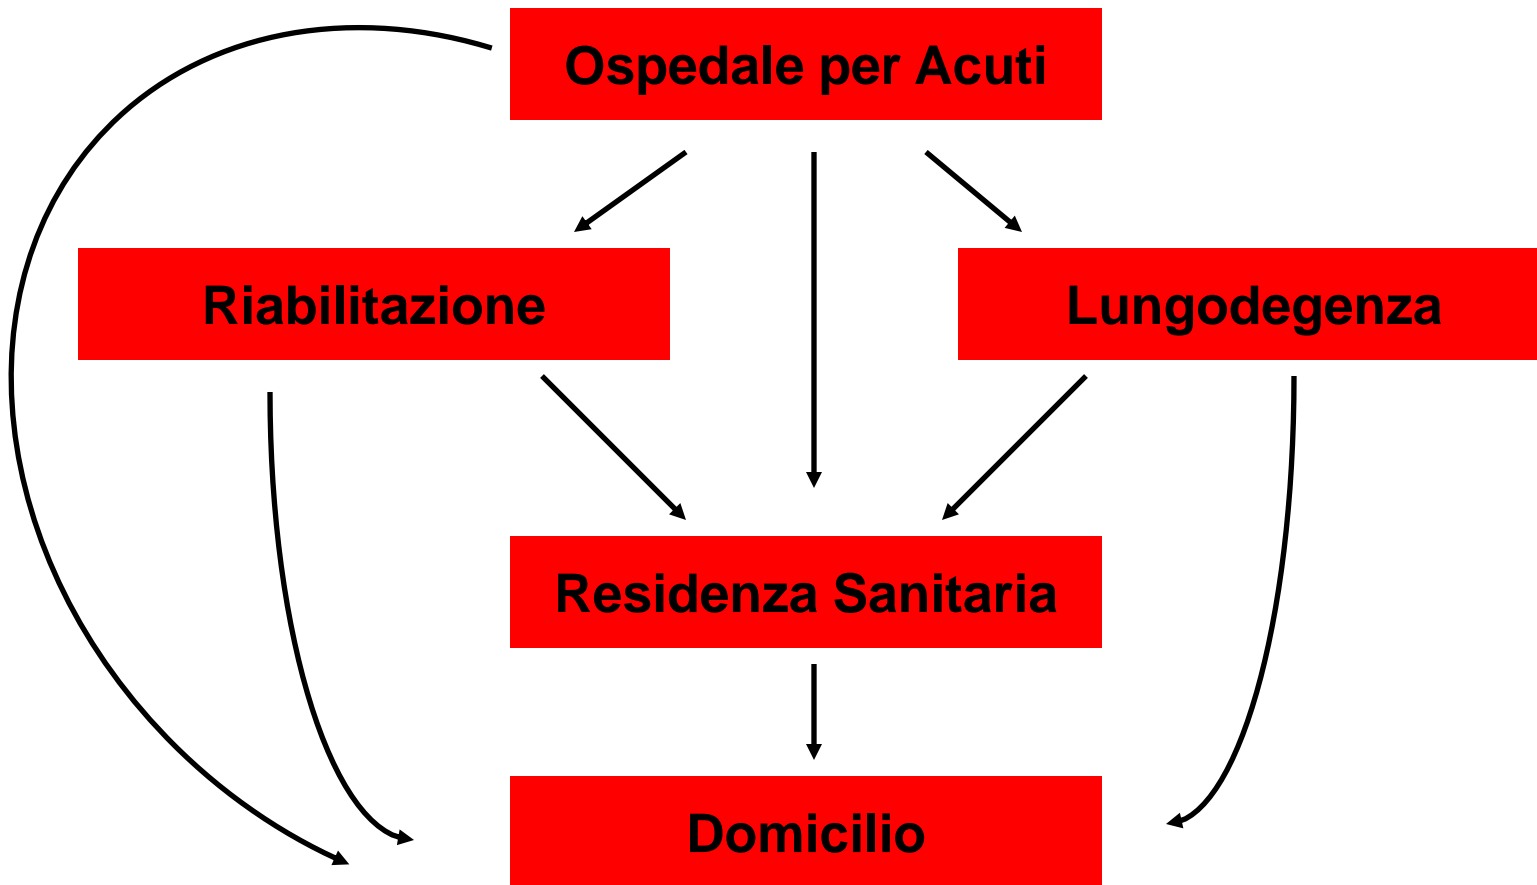 Ospedale per Acuti
Riabilitazione
Lungodegenza
Residenza Sanitaria
Domicilio